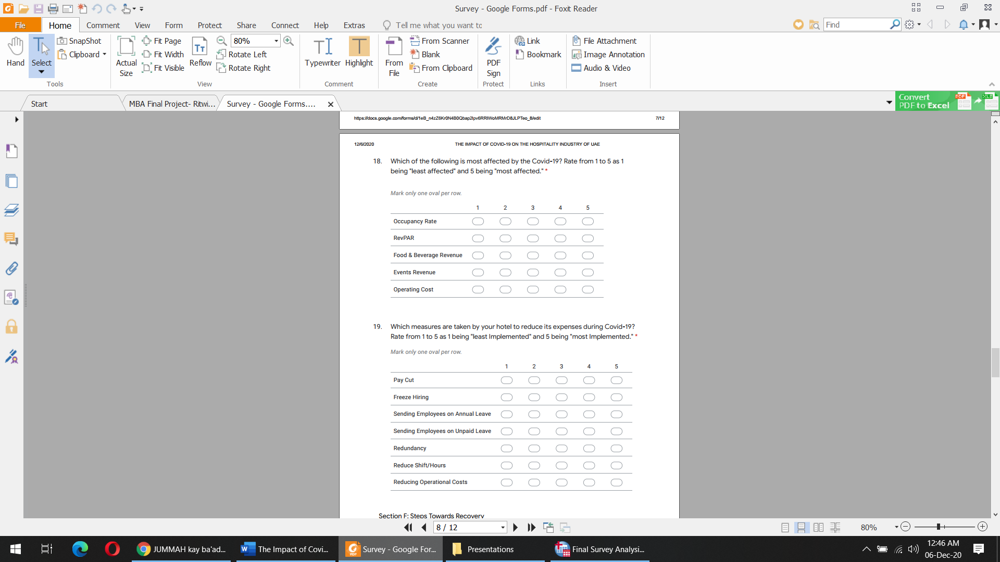 Survey - Google Forms.pdf - Foxit Reader
File Home Comment View Form Protect Share Connect Help Extras Tell me what you want to Find
Hand
Select
SnapShot
Clipboard
Tools
Actual
Size
Fit Page
Fit Width
Fit Visible
Reflow
80%
Rotate Left
Rotate Right
View
Typewriter
Highlight
Comment
From
File
From Scanner
Blank
From Clipboard
Create
PDF
Sign
Protect
Link
Bookmark
Links
File Attachment
Image Annotation
Audio & Video
Insert
Start MBA Final Project- Ritwi... Survey - Google Forms....
Convert
PDF to Excel
PDF XLS
https://docs.google.com/forms/d/1eB_n4zZ6Kr0N4B0Qbap2lpv6RRlWoMRMrD8JLPTeo_8/edit 7/12
12/6/2020 THE IMPACT OF COVID-19 ON THE HOSPITALITY INDUSTRY OF UAE
18. Which of the following is most affected by the Covid-19? Rate from 1 to 5 as 1
being "least affected" and 5 being "most affected." *
Mark only one oval per row.
1 2 3 4 5
Occupancy Rate
RevPAR
Food & Beverage Revenue
Events Revenue
Operating Cost
19. Which measures are taken by your hotel to reduce its expenses during Covid-19?
Rate from 1 to 5 as 1 being "least Implemented" and 5 being "most Implemented." *
Mark only one oval per row.
1 2 3 4 5
Pay Cut
Freeze Hiring
Sending Employees on Annual Leave
Sending Employees on Unpaid Leave
Redundancy
Reduce Shift/Hours
Reducing Operational Costs
Section F: Steps Towards Recovery
8 / 12
80%
JUMMAH kay ba'ad... The Impact of Covi... Survey - Google For... Presentations Final Survey Analysi...
12:46 AM
06-Dec-20